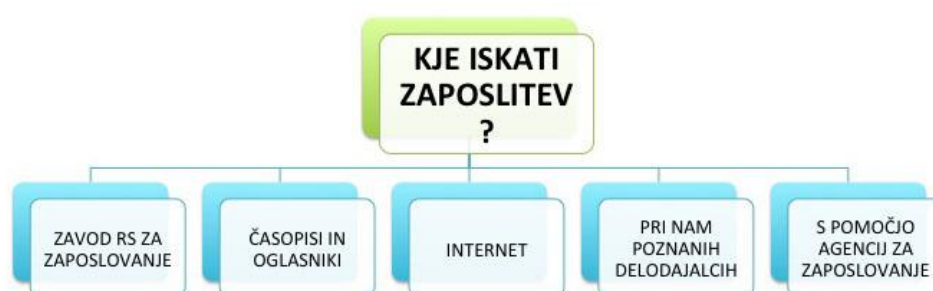 KJE ISKATI
ZAPOSLITEV
?
ZAVOD RS ZA
ZAPOSLOVANJE
ČASOPISI IN
OGLASNIKI
INTERNET
PRI NAM
POZNANIH
DELODAJALCIH
S POMOČJO
AGENCIJ ZA
ZAPOSLOVANJE